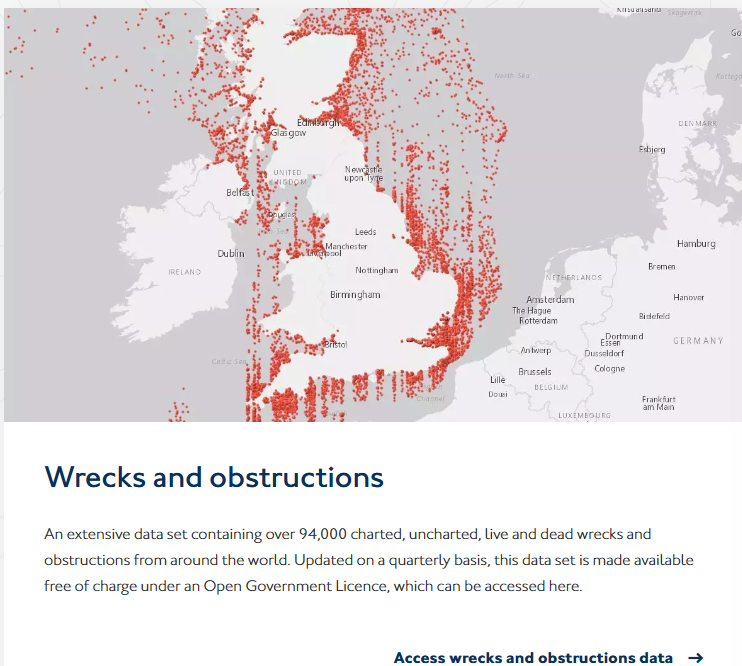 Kristiansand
Skagerrak
North Sea
Edinburgh
Glasgow
DENMARK
Esbjerg
UNITED
KINGDOM
Newcastle
upon Tyne
Belfast
Douglas
Leeds
Dublin
Manchester
Liverpool
Hamburg
IRELAND
Nottingham
Bremen
NETHERLANDS
Birmingham
Amsterdam
Hanover
The Hague
Rotterdam
Bielefeld
Bristol
Dortmund
Essen
GERMANY
Antwerp
Dusseldorf
Celtic Sea
Brussels
Cologne
Lille
BELGIUM
Douai
Channel
Frankfurt
am Main
LUXEMBOURG
Wrecks and obstructions
An extensive data set containing over 94,000 charted, uncharted, live and dead wrecks and
obstructions from around the world. Updated on a quarterly basis, this data set is made available
free of charge under an Open Government Licence, which can be accessed here.
Access wrecks and obstructions data →